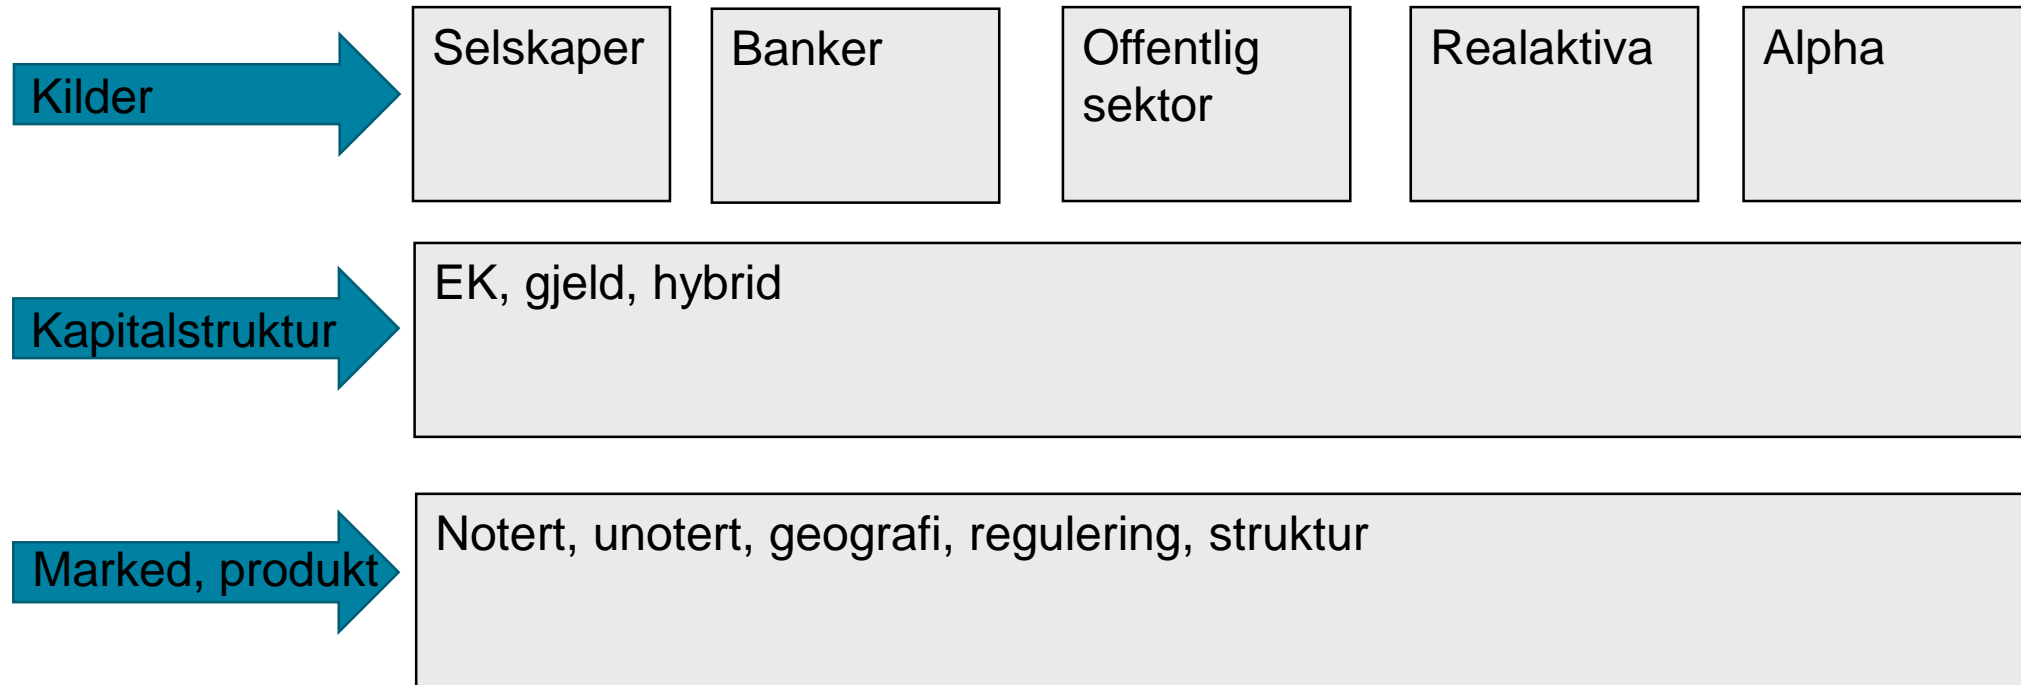 Kilder
Selskaper
Banker
Offentlig
sektor
Realaktiva
Alpha
Kapitalstruktur
EK, gjeld, hybrid
Marked, produkt
Notert, unotert, geografi, regulering, struktur